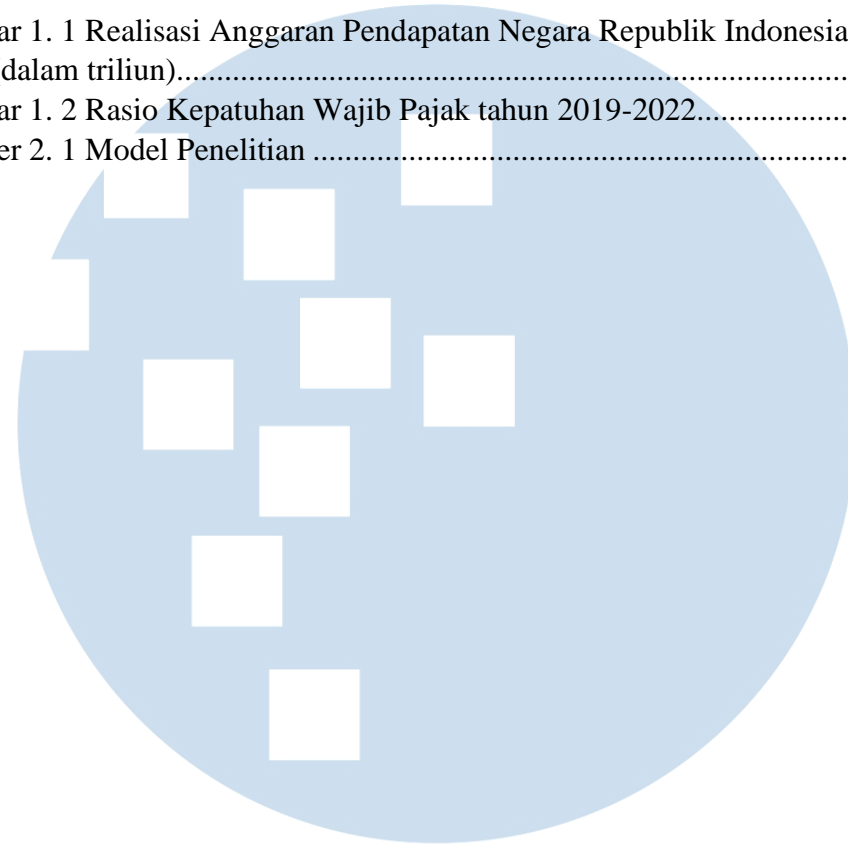 ar 1. 1 Realisasi Anggaran Pendapatan Negara Republik Indonesia
dalam triliun)...........................................................................................
ar 1. 2 Rasio Kepatuhan Wajib Pajak tahun 2019-2022...................
er 2. 1 Model Penelitian ....................................................................